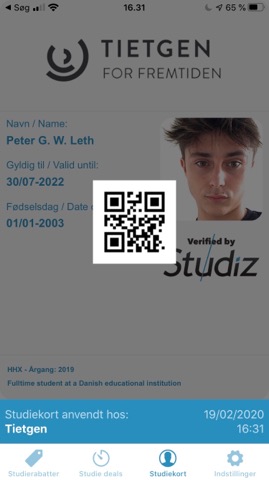 Søg
16.31
65 %
TIETGEN
FOR FREMTIDEN
Navn / Name:
Peter G. W. Leth
Gyldig til / Valid until:
30/07-2022
Fødselsdag / Date
01/01-2003
Verified by
Studiz
HHX - Årgang: 2019
Fulltime student at a Danish educational institution
Studiekort anvendt hos:
19/02/2020
Tietgen
16:31
Studierabatter
Studie deals
Studiekort
Indstillinger